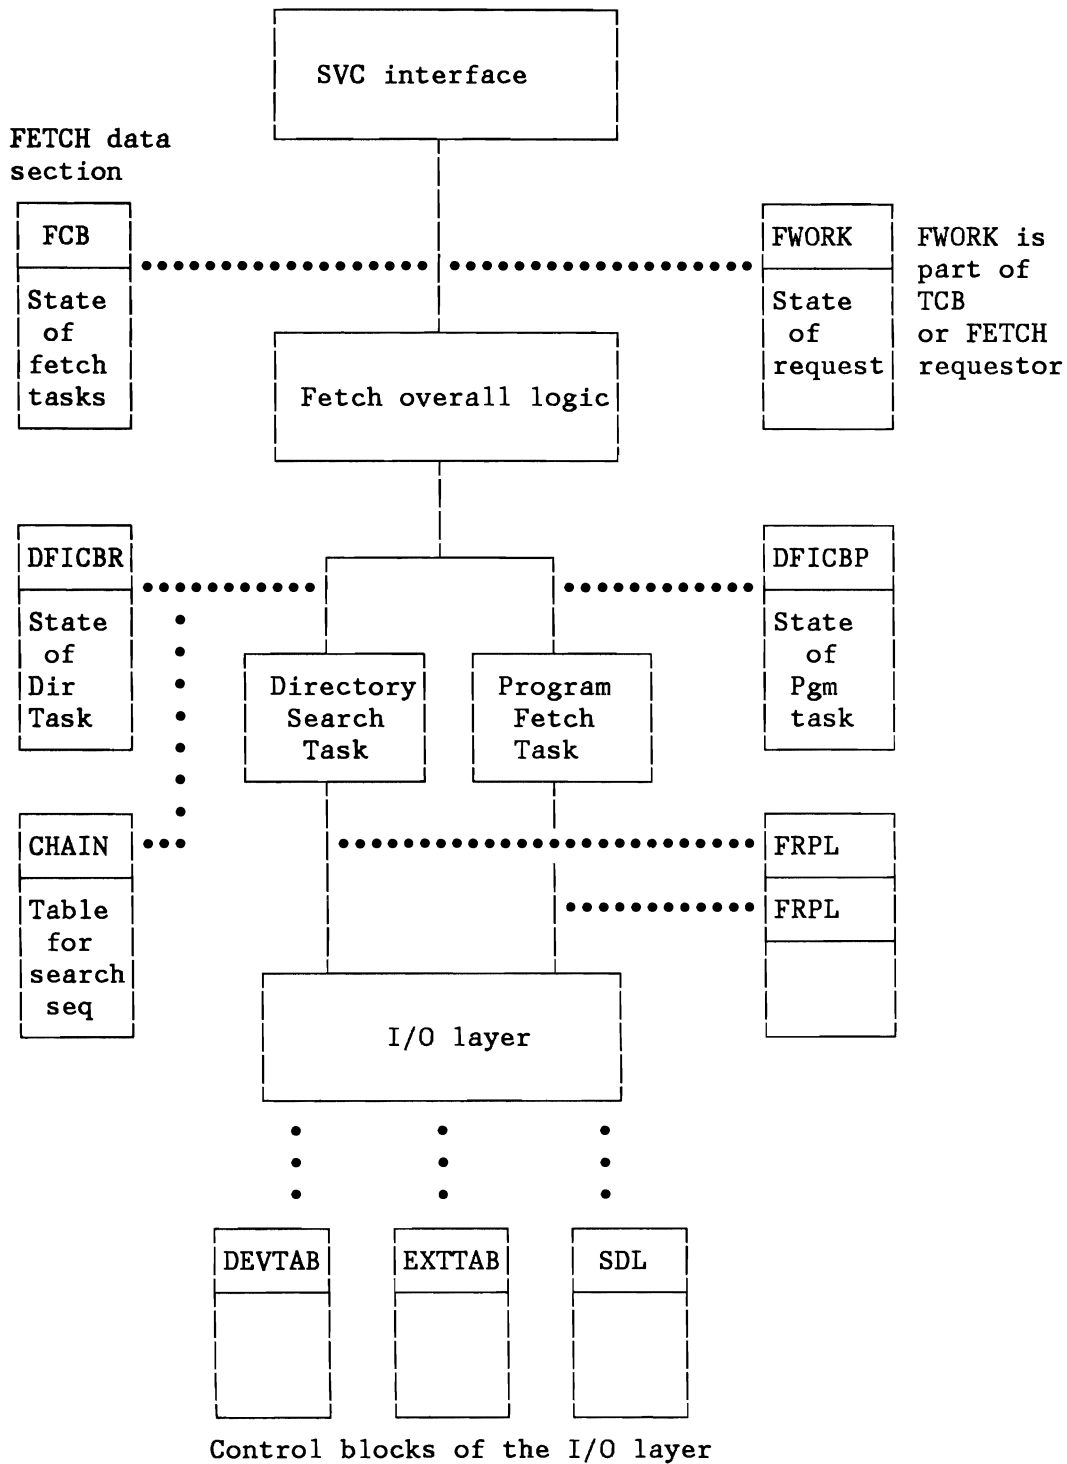 SVC interface
FETCH data
section
FCB
State
of
fetch
tasks
FWORK
State
of
request
FWORK is
part of
TCB
or FETCH
requestor
Fetch overall logic
DFICBR
State
of
Dir
Task
DFICBP
State
of
Pgm
task
Directory
Search
Task
Program
Fetch
Task
CHAIN
Table
for
search
seq
FRPL
FRPL
I/O layer
DEVTAB
EXTTAB
SDL
Control blocks of the I/O layer